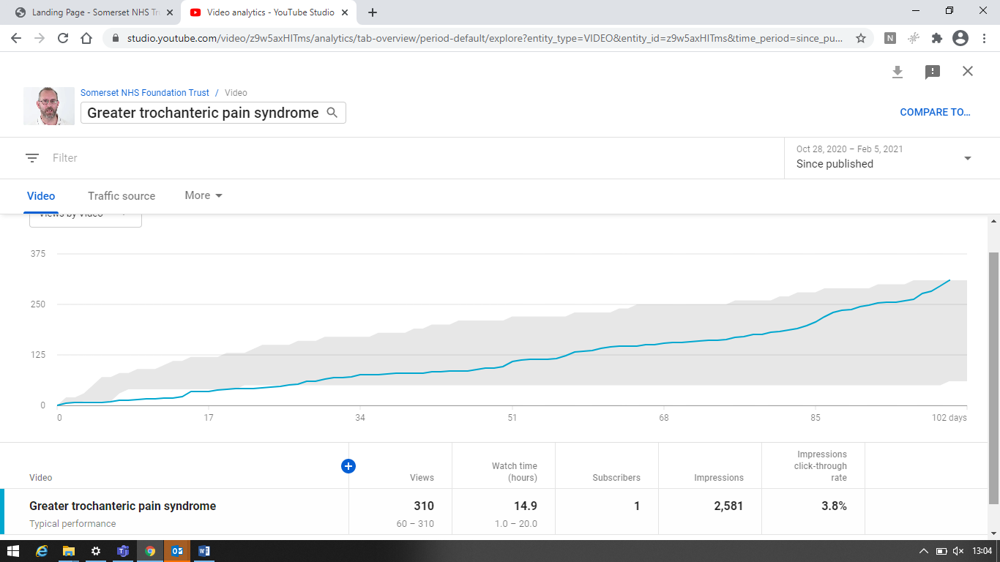 Landing Page - Somerset NHS Tr
Video analytics - YouTube Studio
studio.youtube.com/video/z9w5axHITms/analytics/tab-overview/period-default/explore?entity_type=VIDEO&entity_id=z9w5axHITms&time_period=since_pu...
N
Somerset NHS Foundation Trust / Video
Greater trochanteric pain syndrome
COMPARE TO...
Filter
Oct 28, 2020 – Feb 5, 2021
Since published
Video
Traffic source
More
Views by Video
375
250
125
0
0 17 34 51 68 85 102 days
Video
Views
Watch time
(hours)
Subscribers
Impressions
Impressions
click-through
rate
Greater trochanteric pain syndrome 310 14.9 1 2,581 3.8%
Typical performance 60 – 310 1.0 – 20.0
13:04